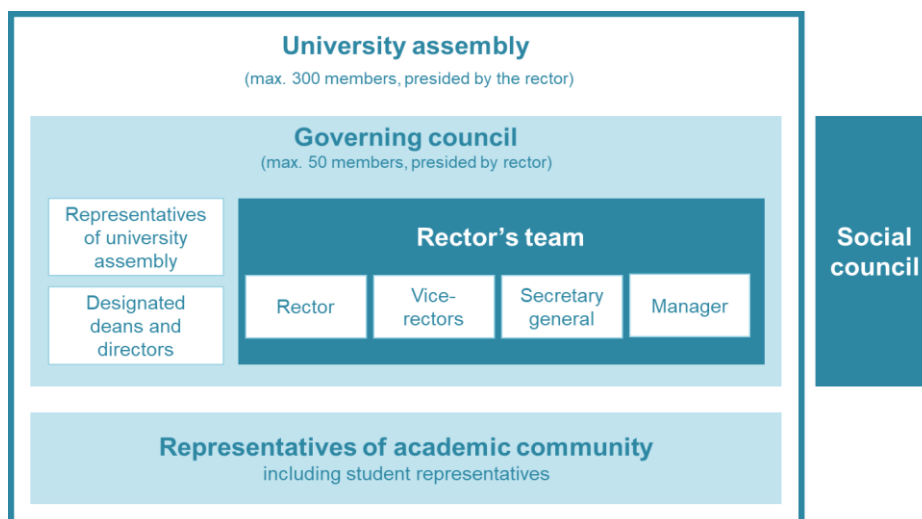 University assembly
(max. 300 members, presided by the rector)
Governing council
(max. 50 members, presided by rector)
Representatives
of university
assembly
Designated
deans and
directors
Rector's team
Rector
Vice-
rectors
Secretary
general
Manager
Social
council
Representatives of academic community
including student representatives